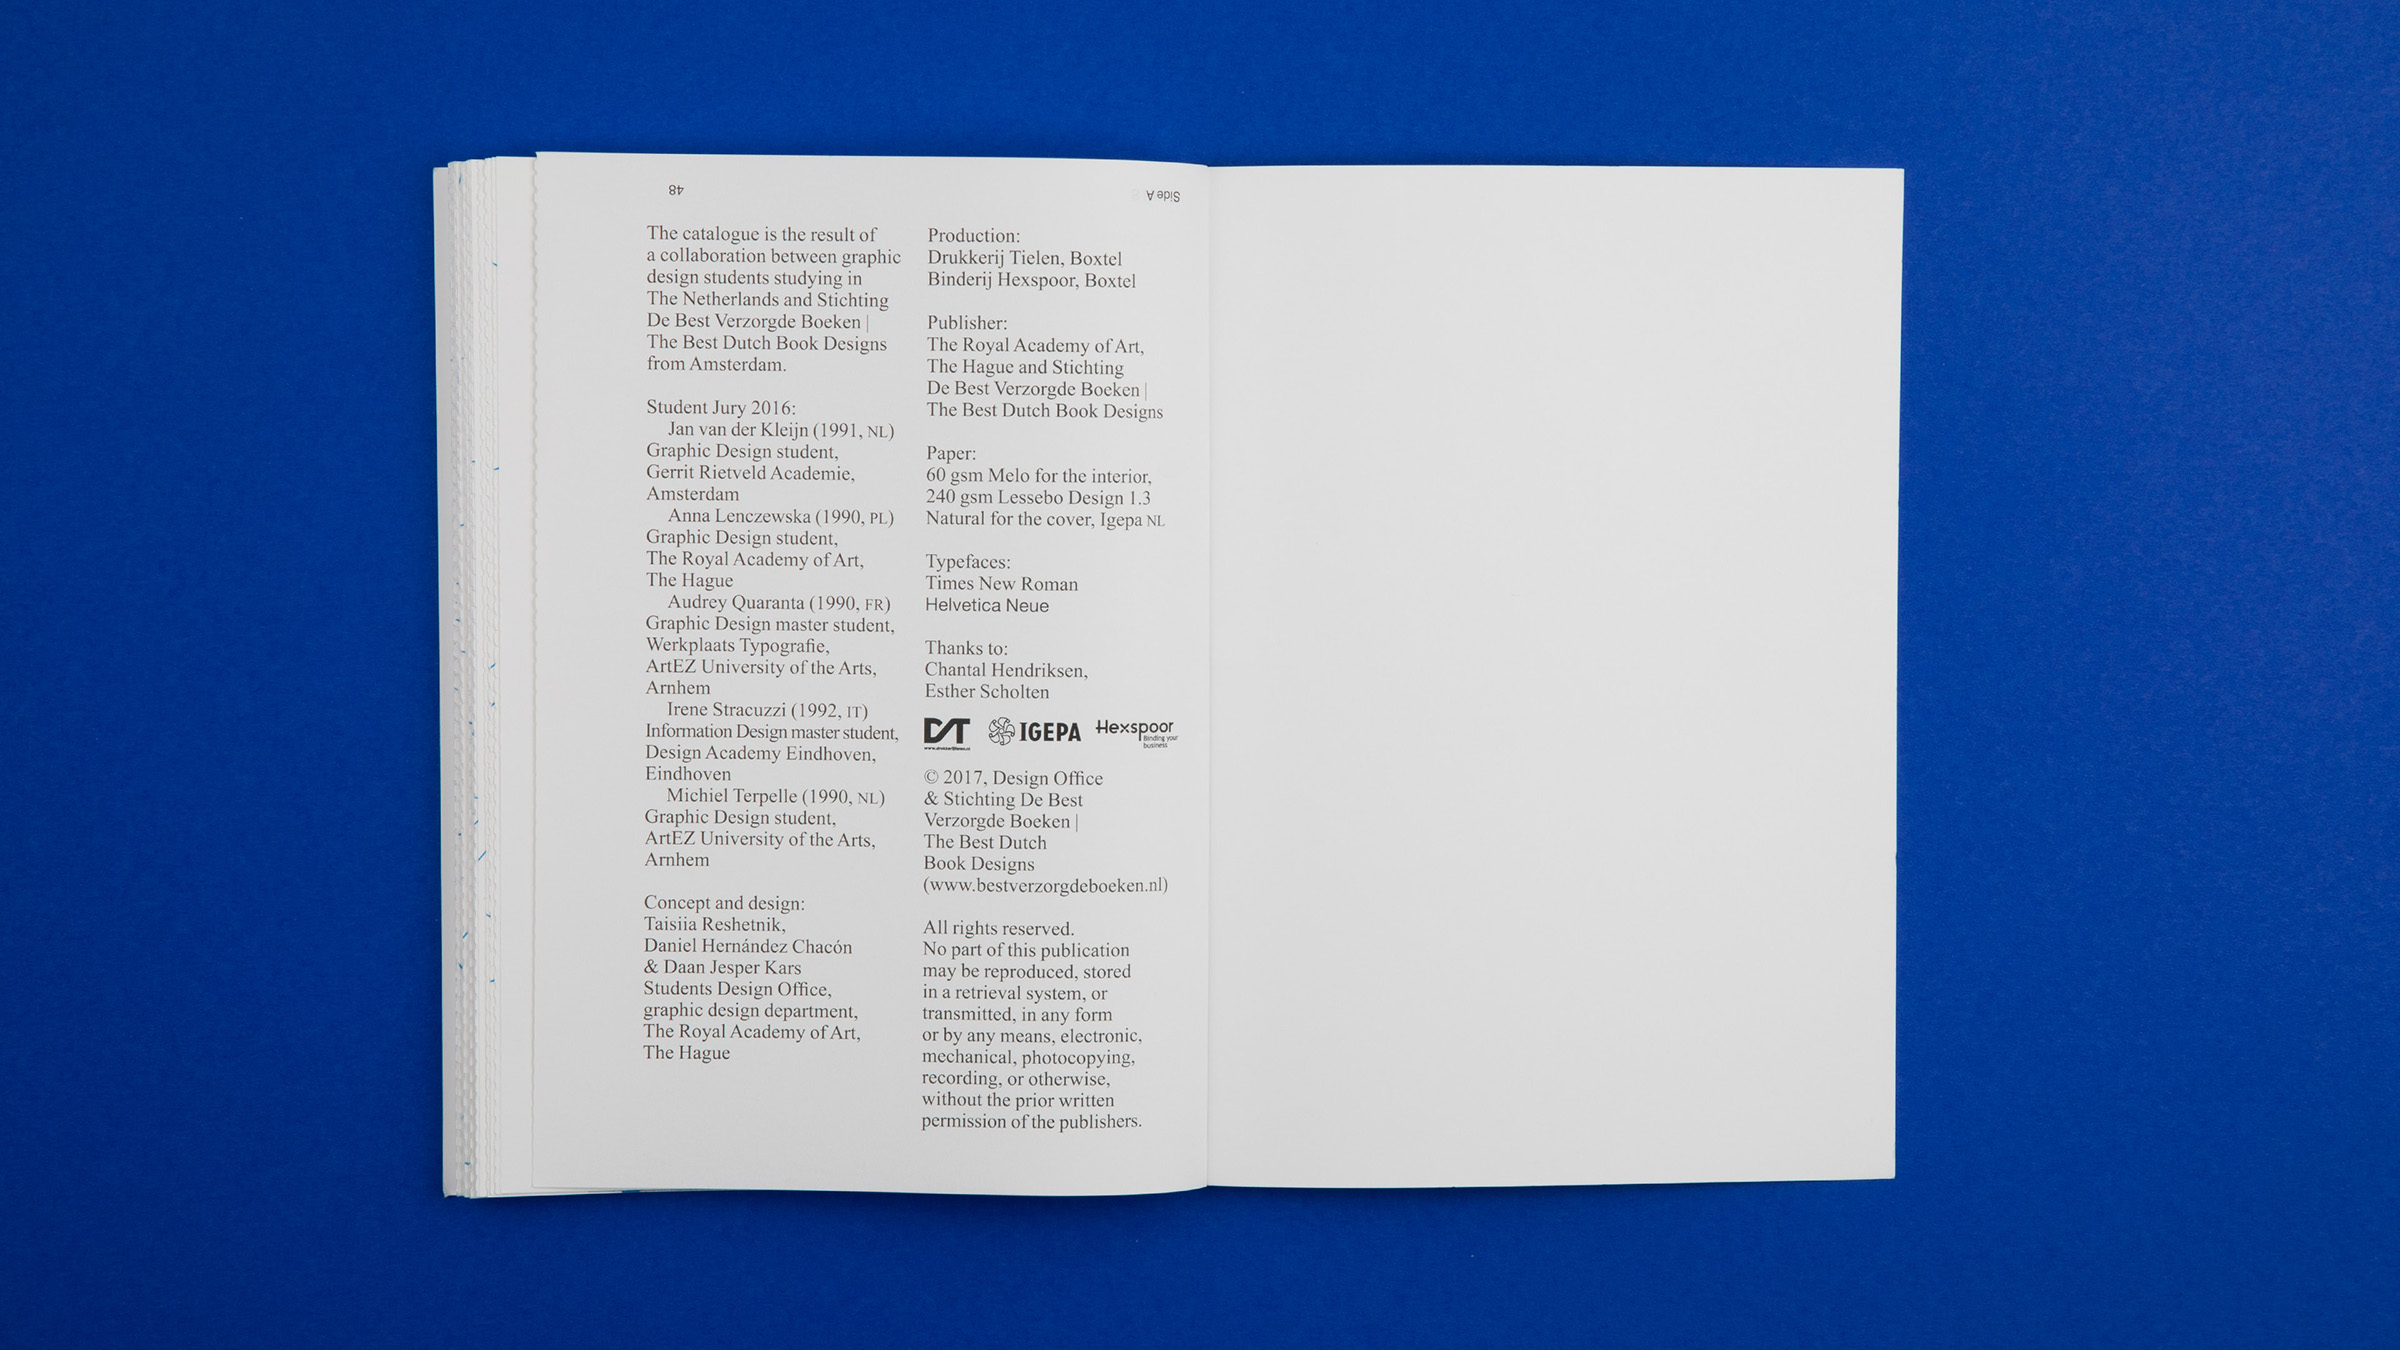 48
Side A
The catalogue is the result of
a collaboration between graphic
design students studying in
The Netherlands and Stichting
De Best Verzorgde Boeken |
The Best Dutch Book Designs
from Amsterdam.
Student Jury 2016:
Jan van der Kleijn (1991, NL)
Graphic Design student,
Gerrit Rietveld Academie,
Amsterdam
Anna Lenczewska (1990, PL)
Graphic Design student,
The Royal Academy of Art,
The Hague
Audrey Quaranta (1990, FR)
Graphic Design master student,
Werkplaats Typografie,
ArtEZ University of the Arts,
Arnhem
Irene Stracuzzi (1992, IT)
Information Design master student,
Design Academy Eindhoven,
Eindhoven
Michiel Terpelle (1990, NL)
Graphic Design student,
ArtEZ University of the Arts,
Arnhem
Concept and design:
Taisiia Reshetnik,
Daniel Hernández Chacón
& Daan Jesper Kars
Students Design Office,
graphic design department,
The Royal Academy of Art,
The Hague
Production:
Drukkerij Tielen, Boxtel
Binderij Hexspoor, Boxtel
Publisher:
The Royal Academy of Art,
The Hague and Stichting
De Best Verzorgde Boeken |
The Best Dutch Book Designs
Paper:
60 gsm Melo for the interior,
240 gsm Lessebo Design 1.3
Natural for the cover, Igepa NL
Typefaces:
Times New Roman
Helvetica Neue
Thanks to:
Chantal Hendriksen,
Esther Scholten
www.drukkerijtielen.nl
IGEPA
Hexspoor
Binding your
business
© 2017, Design Office
& Stichting De Best
Verzorgde Boeken |
The Best Dutch
Book Designs
(www.bestverzorgdeboeken.nl)
All rights reserved.
No part of this publication
may be reproduced, stored
in a retrieval system, or
transmitted, in any form
or by any means, electronic,
mechanical, photocopying,
recording, or otherwise,
without the prior written
permission of the publishers.